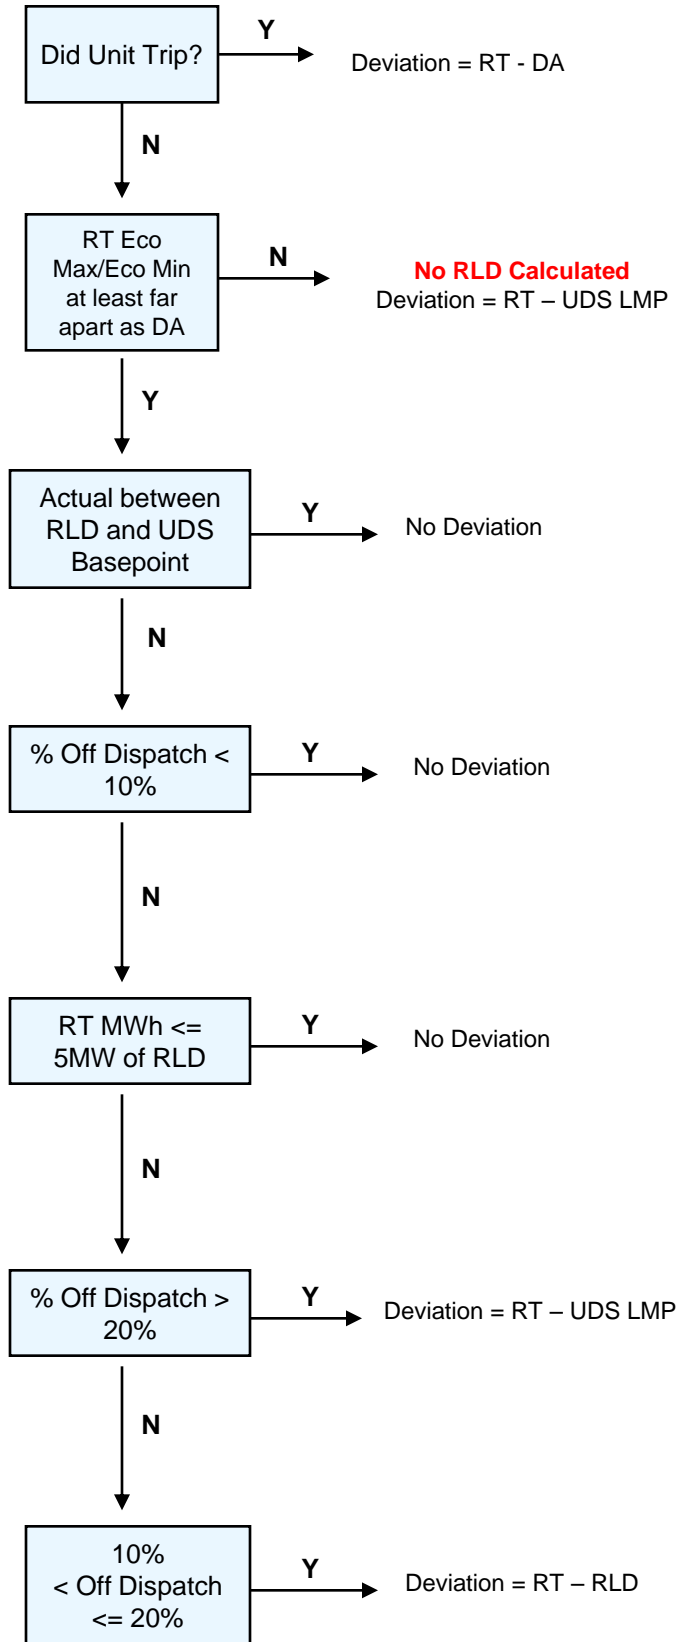 Did Unit Trip?
Y
Deviation = RT - DA
N
RT Eco
Max/Eco Min
at least far
apart as DA
N
No RLD Calculated
Deviation = RT – UDS LMP
Y
Actual between
RLD and UDS
Basepoint
Y
No Deviation
N
% Off Dispatch <
10%
Y
No Deviation
N
RT MWh <=
5MW of RLD
Y
No Deviation
N
% Off Dispatch >
20%
Y
Deviation = RT – UDS LMP
N
10%
< Off Dispatch
<= 20%
Y
Deviation = RT – RLD